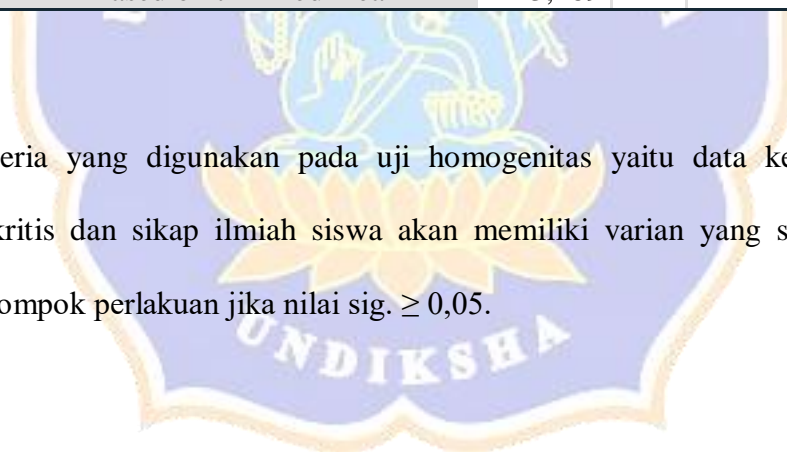 eria yang digunakan pada uji homogenitas yaitu data ke
kritis dan sikap ilmiah siswa akan memiliki varian yang s
ompok perlakuan jika nilai sig. ≥ 0,05.
UNDIKSHA